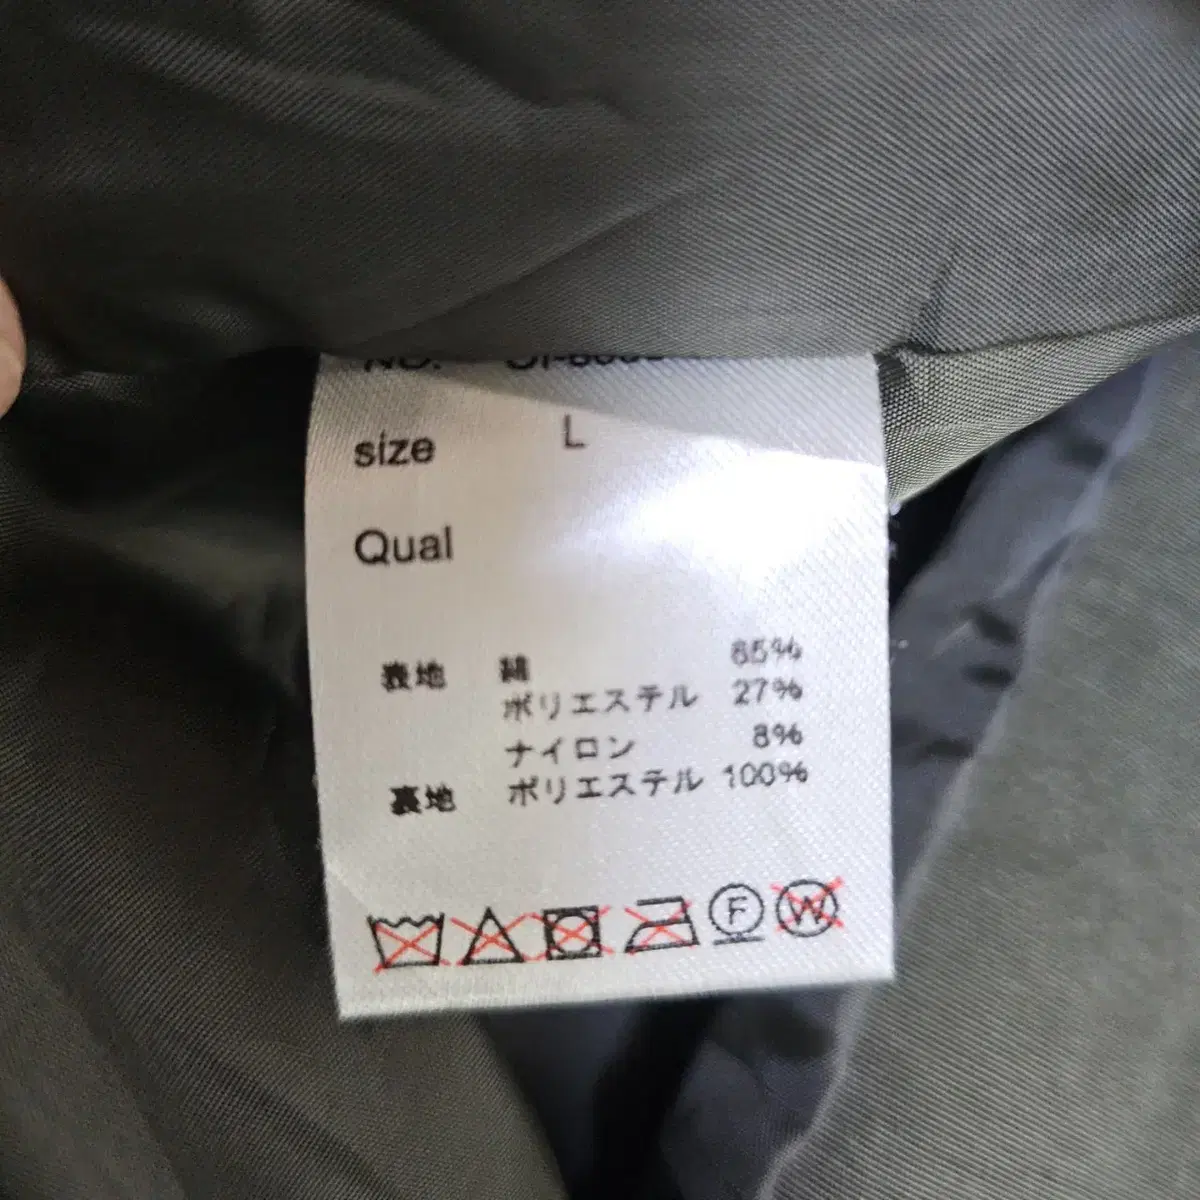 NO.
size L
Qual
表地 綿 65%
ポリエステル 27%
ナイロン 8%
裏地 ポリエステル 100%
F W